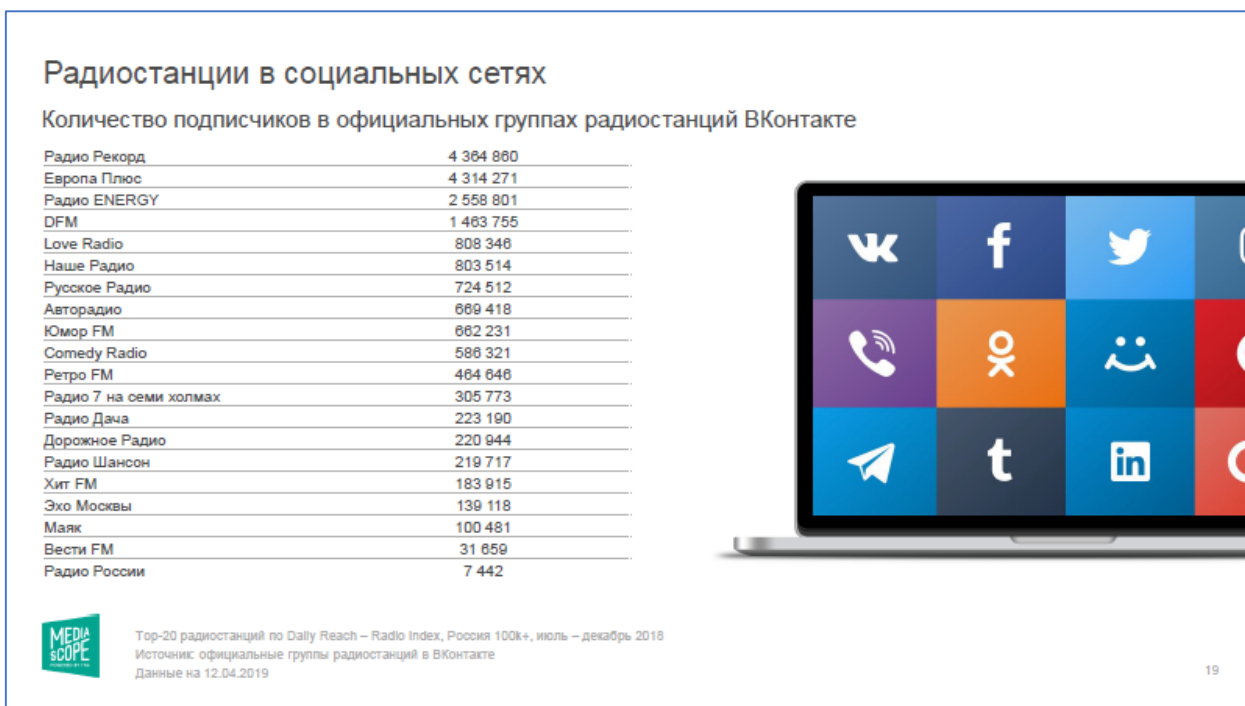 Радиостанции в социальных сетях
Количество подписчиков в официальных группах радиостанций ВКонтакте
Радио Рекорд 4 364 860
Европа Плюс 4 314 271
Радио ENERGY 2 558 801
DFM 1 463 755
Love Radio 808 346
Наше Радио 803 514
Русское Радио 724 512
Авторадио 669 418
Юмор FM 662 231
Comedy Radio 586 321
Ретро FM 464 646
Радио 7 на семи холмах 305 773
Радио Дача 223 190
Дорожное Радио 220 944
Радио Шансон 219 717
Хит FM 183 915
Эхо Москвы 139 118
Маяк 100 481
Вести FM 31 659
Радио России 7 442
f
t
in
MEDIA
SCOPE
Top-20 радиостанций по Daily Reach – Radio Index, Россия 100k+, июль – декабрь 2018
Источник: официальные группы радиостанций в ВКонтакте
Данные на 12.04.2019
19